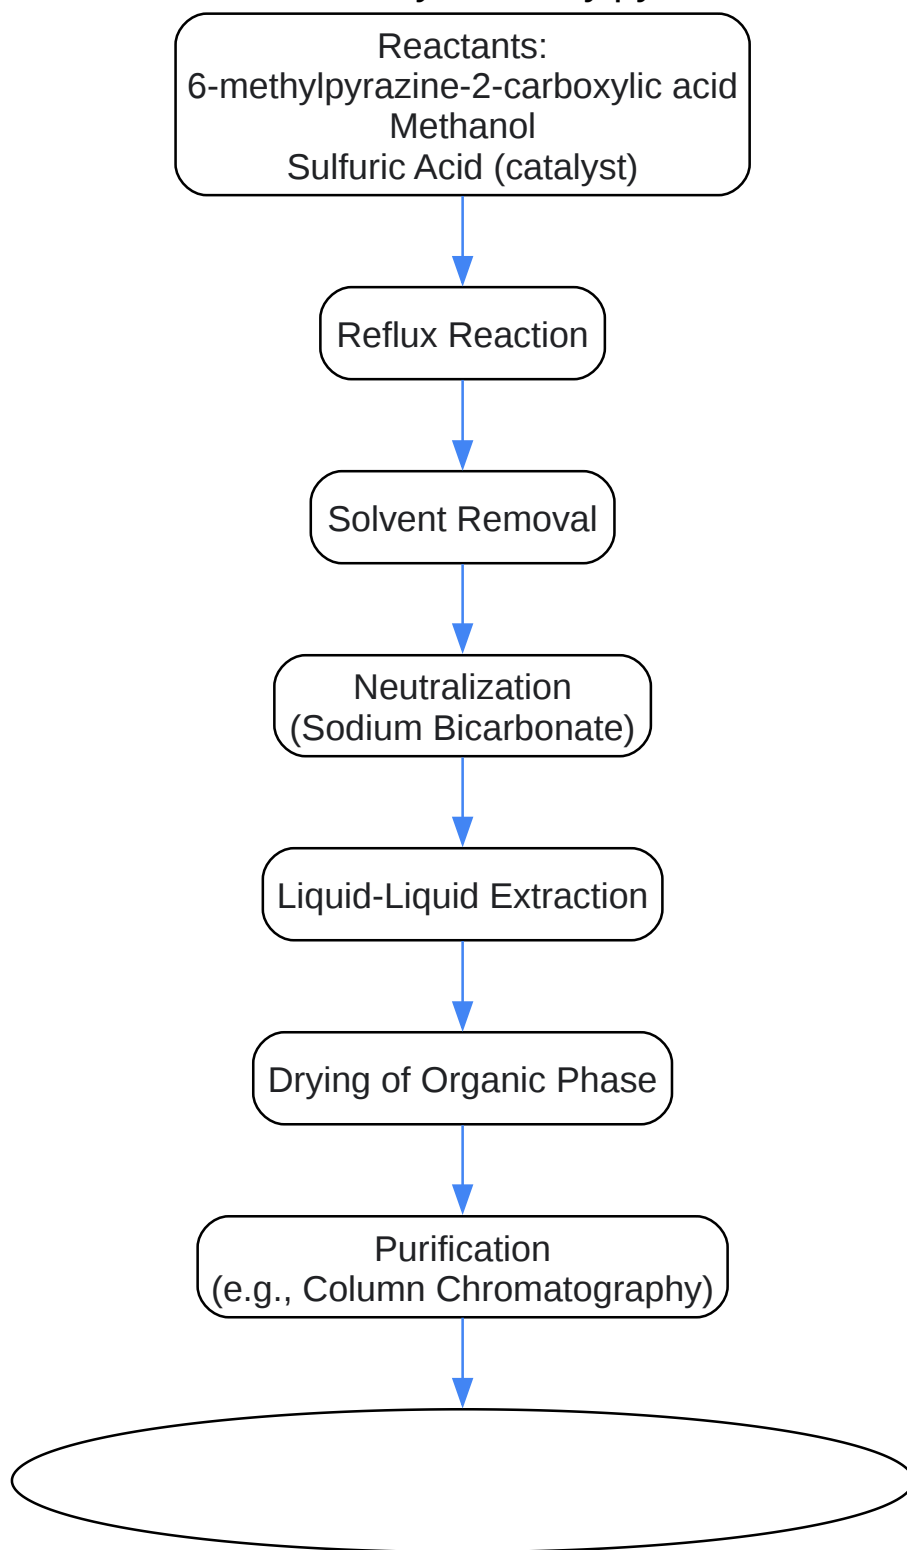 Reactants:
6-methylpyrazine-2-carboxylic acid
Methanol
Sulfuric Acid (catalyst)
Reflux Reaction
Solvent Removal
Neutralization
(Sodium Bicarbonate)
Liquid-Liquid Extraction
Drying of Organic Phase
Purification
(e.g., Column Chromatography)